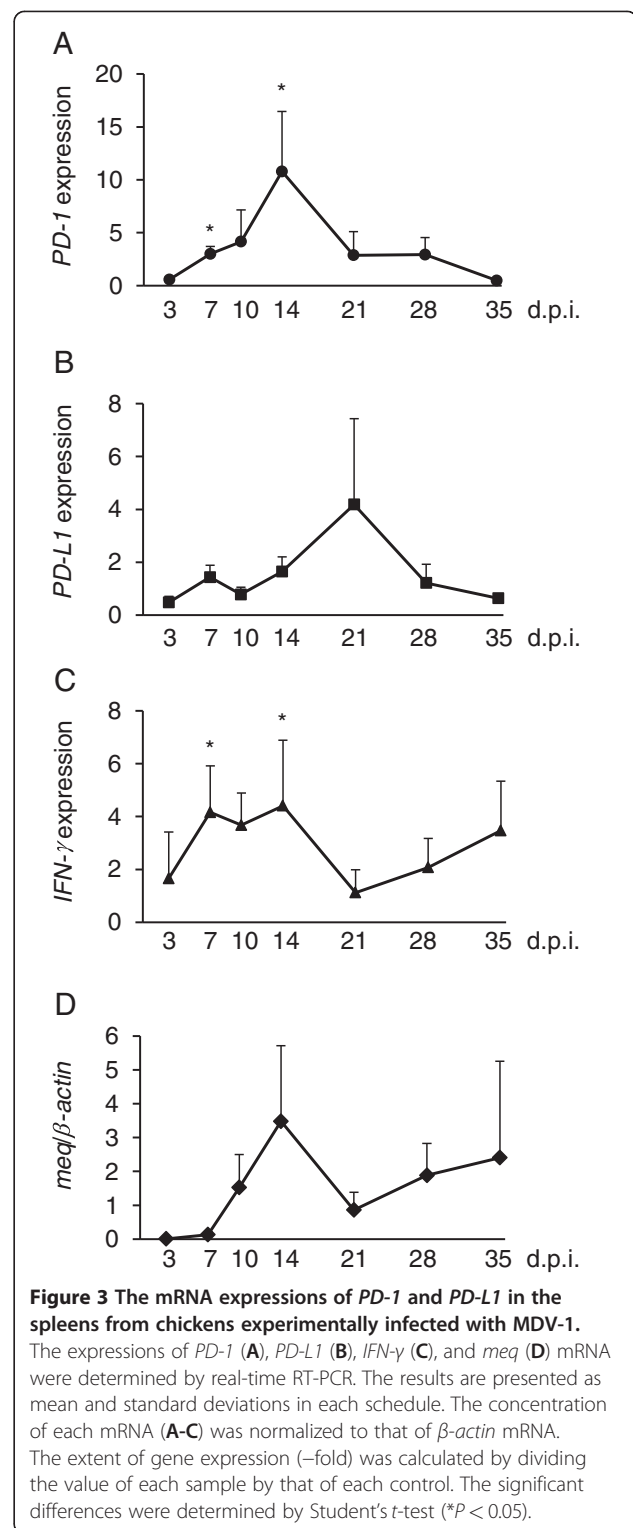 A
PD-1 expression
20
15
10
5
0
*
*
3 7 10 14 21 28 35 d.p.i.
B
PD-L1 expression
8
6
4
2
0
3 7 10 14 21 28 35 d.p.i.
C
IFN-γ expression
8
6
4
2
0
*
*
3 7 10 14 21 28 35 d.p.i.
D
meq/β-actin
6
5
4
3
2
1
0
3 7 10 14 21 28 35 d.p.i.
Figure 3 The mRNA expressions of PD-1 and PD-L1 in the
spleens from chickens experimentally infected with MDV-1.
The expressions of PD-1 (A), PD-L1 (B), IFN-γ (C), and meq (D) mRNA
were determined by real-time RT-PCR. The results are presented as
mean and standard deviations in each schedule. The concentration
of each mRNA (A-C) was normalized to that of β-actin mRNA.
The extent of gene expression (–fold) was calculated by dividing
the value of each sample by that of each control. The significant
differences were determined by Student's t-test (*P < 0.05).